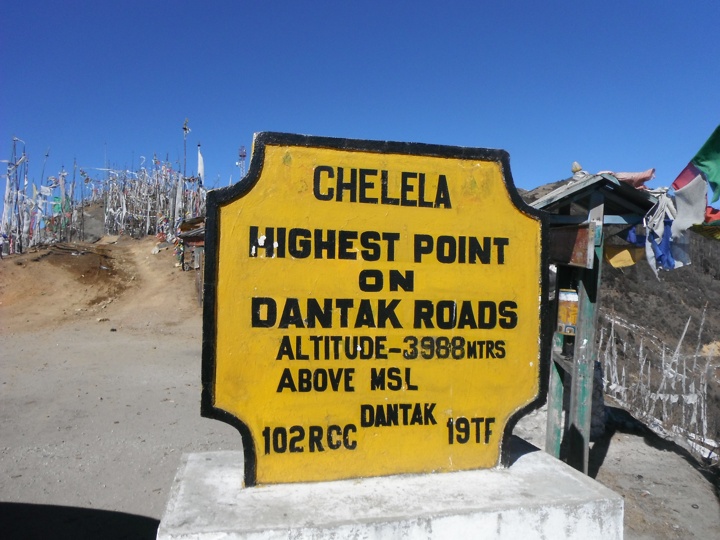 CHELELA
HIGHEST POINT
ON
DANTAK ROADS
ALTITUDE-3988MTRS
ABOVE MSL
DANTAK
102RCC 19TF